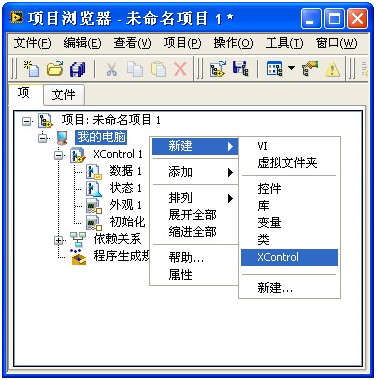 项目浏览器 - 未命名项目 1 *
文件(F) 编辑(E) 查看(V) 项目(P) 操作(O) 工具(T) 窗口(W)
项 文件
项目: 未命名项目 1
我的电脑
XControl 1
数据 1
状态 1
外观 1
初始化
依赖关系
程序生成规
新建
添加
排列
展开全部
缩进全部
帮助...
属性
VI
虚拟文件夹
控件
库
变量
类
XControl
新建...